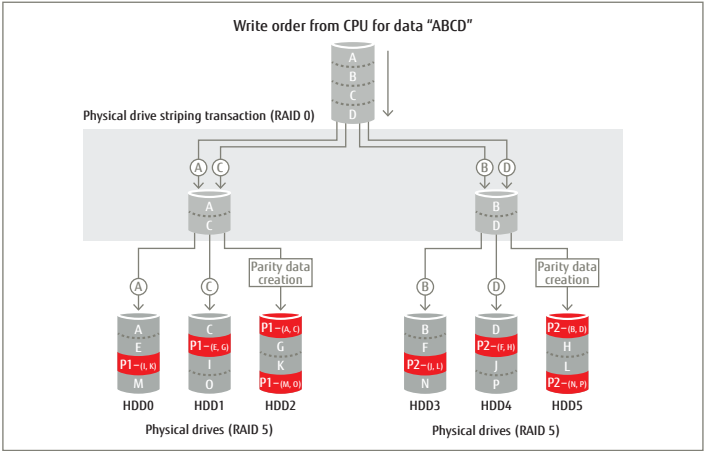 Write order from CPU for data “ABCD”
A
B
C
D
Physical drive striping transaction (RAID 0)
A
C
B
D
A
C
B
D
A
C
Parity data
creation
B
D
Parity data
creation
A
E
P1–(I, K)
M
C
P1–(E, G)
I
O
P1–(A, C)
G
K
P1–(M, O)
B
F
P2–(J, L)
N
D
P2–(F, H)
J
P
P2–(B, D)
H
L
P2–(N, P)
HDD0
HDD1
HDD2
HDD3
HDD4
HDD5
Physical drives (RAID 5)
Physical drives (RAID 5)